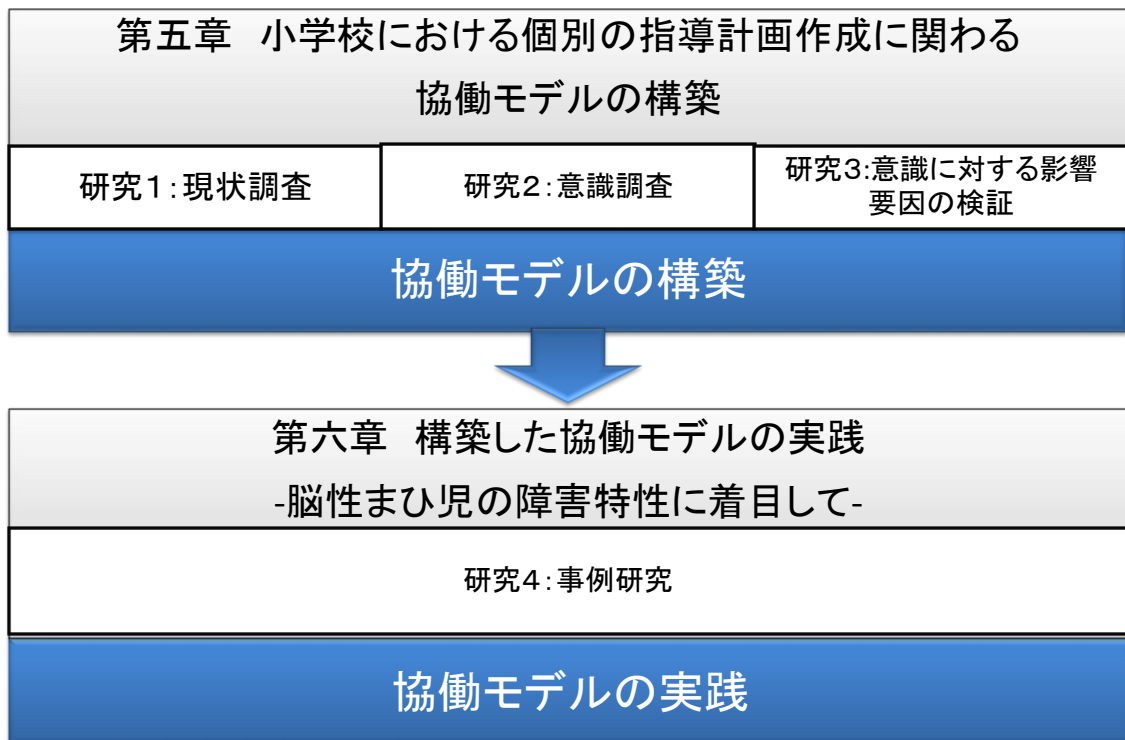 第五章　小学校における個別の指導計画作成に関わる
協働モデルの構築
研究１：現状調査
研究２：意識調査
研究3:意識に対する影響
要因の検証
協働モデルの構築
第六章　構築した協働モデルの実践
-脳性まひ児の障害特性に着目して-
研究４：事例研究
協働モデルの実践